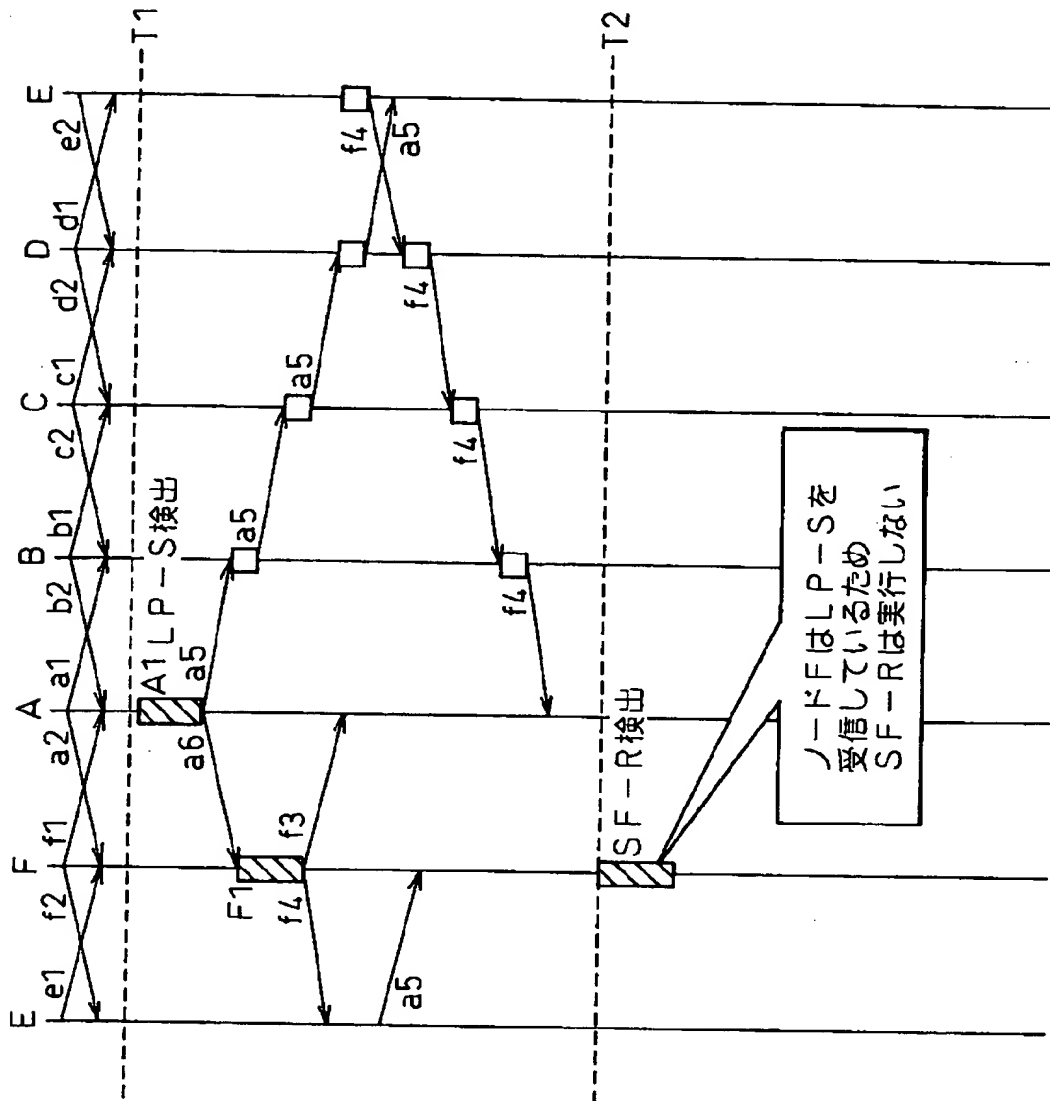 E F A B C D E
e1 f2 f1 a2 a1 b2 b1 c2 c1 d2 d1 e2
T1
A1 LP-S検出
a6 a5
F1
a5
f4 f3
a5
f4
a5
a5
f4
f4
f4
T2
SF-R検出
ノードFはLP-Sを
受信しているため
SF-Rは実行しない